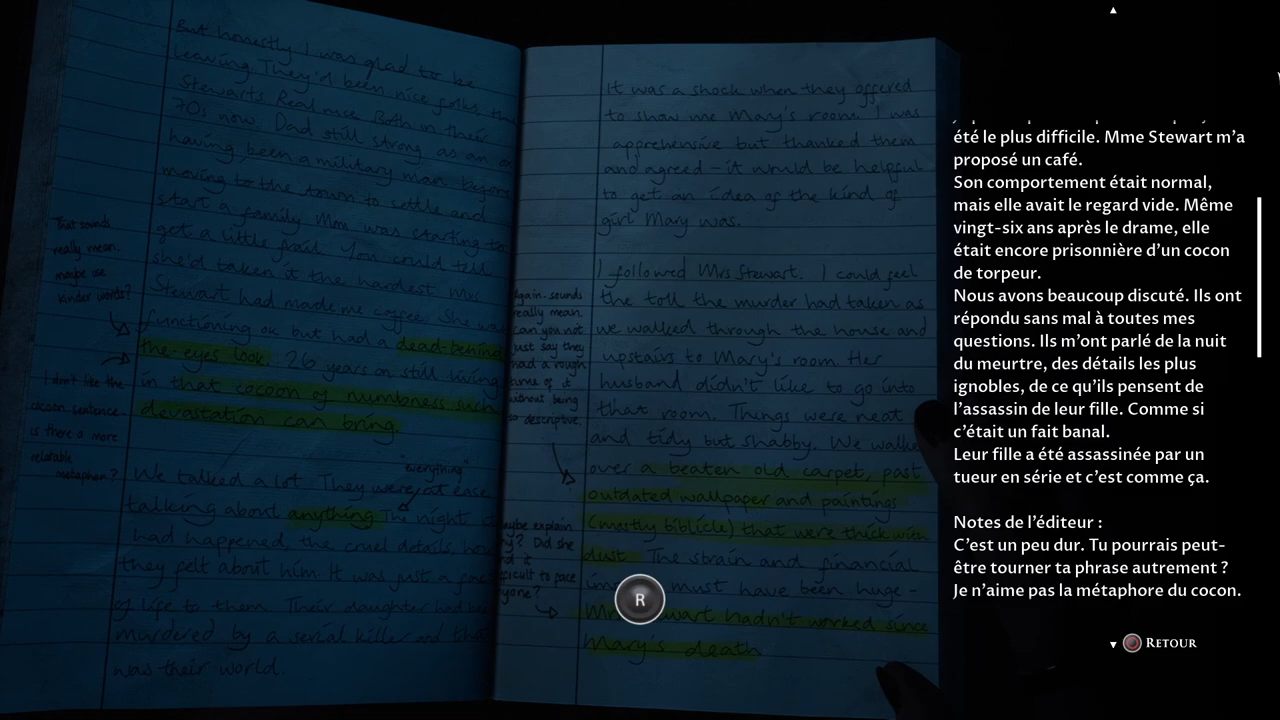 But honestly I was glad to be
leaving. They'd been nice folks, the
Stewarts. Real nice. Both in their
70s now. Dad still strong as an
having been a military man before
moving to the town to settle and
start a family. Mom was starting to
get a little frail. You could tell
she'd taken it the hardest. Mrs
Stewart had made me coffee. She was
functioning ok but had a dead-behind
the-eyes look. 26 years on still living
in that cocoon of numbness such
devastation can bring.
That sounds
really mean.
maybe use
kinder words?
I don't like the
cocoon sentence
is there a more
relatable
metaphor?
"everything"
We talked a lot. They were at ease
talking about anything. The night
had happened, the cruel details, how
they felt about him. It was just a
of life to them. Their daughter had
murdered by a serial killer and that
was their world.
It was a shock when they offered
to show me Mary's room. I was
apprehensive but thanked them
and agreed - it would be helpful
to get an idea of the kind of
girl Mary was.
I followed Mrs Stewart. I could feel
the toll the murder had taken as
we walked through the house and
upstairs to Mary's room. Her
husband didn't like to go into
that room. Things were neat
and tidy but shabby. We walke
over a beaten old carpet, past
outdated wallpaper and paintings
(mostly biblicle) that were thick with
dust. The strain and financial
must have been huge -
hadn't worked since
Mary's death
Again. sounds
really mean.
can you not
just say they
had a rough
time of it
without being
so descriptive.
explain
? Did she
it
to face
R
été le plus difficile. Mme Stewart m'a
proposé un café.
Son comportement était normal,
mais elle avait le regard vide. Même
vingt-six ans après le drame, elle
était encore prisonnière d'un cocon
de torpeur.
Nous avons beaucoup discuté. Ils ont
répondu sans mal à toutes mes
questions. Ils m'ont parlé de la nuit
du meurtre, des détails les plus
ignobles, de ce qu'ils pensent de
l'assassin de leur fille. Comme si
c'était un fait banal.
Leur fille a été assassinée par un
tueur en série et c'est comme ça.
Notes de l'éditeur :
C'est un peu dur. Tu pourrais peut-
être tourner ta phrase autrement ?
Je n'aime pas la métaphore du cocon.
RETOUR